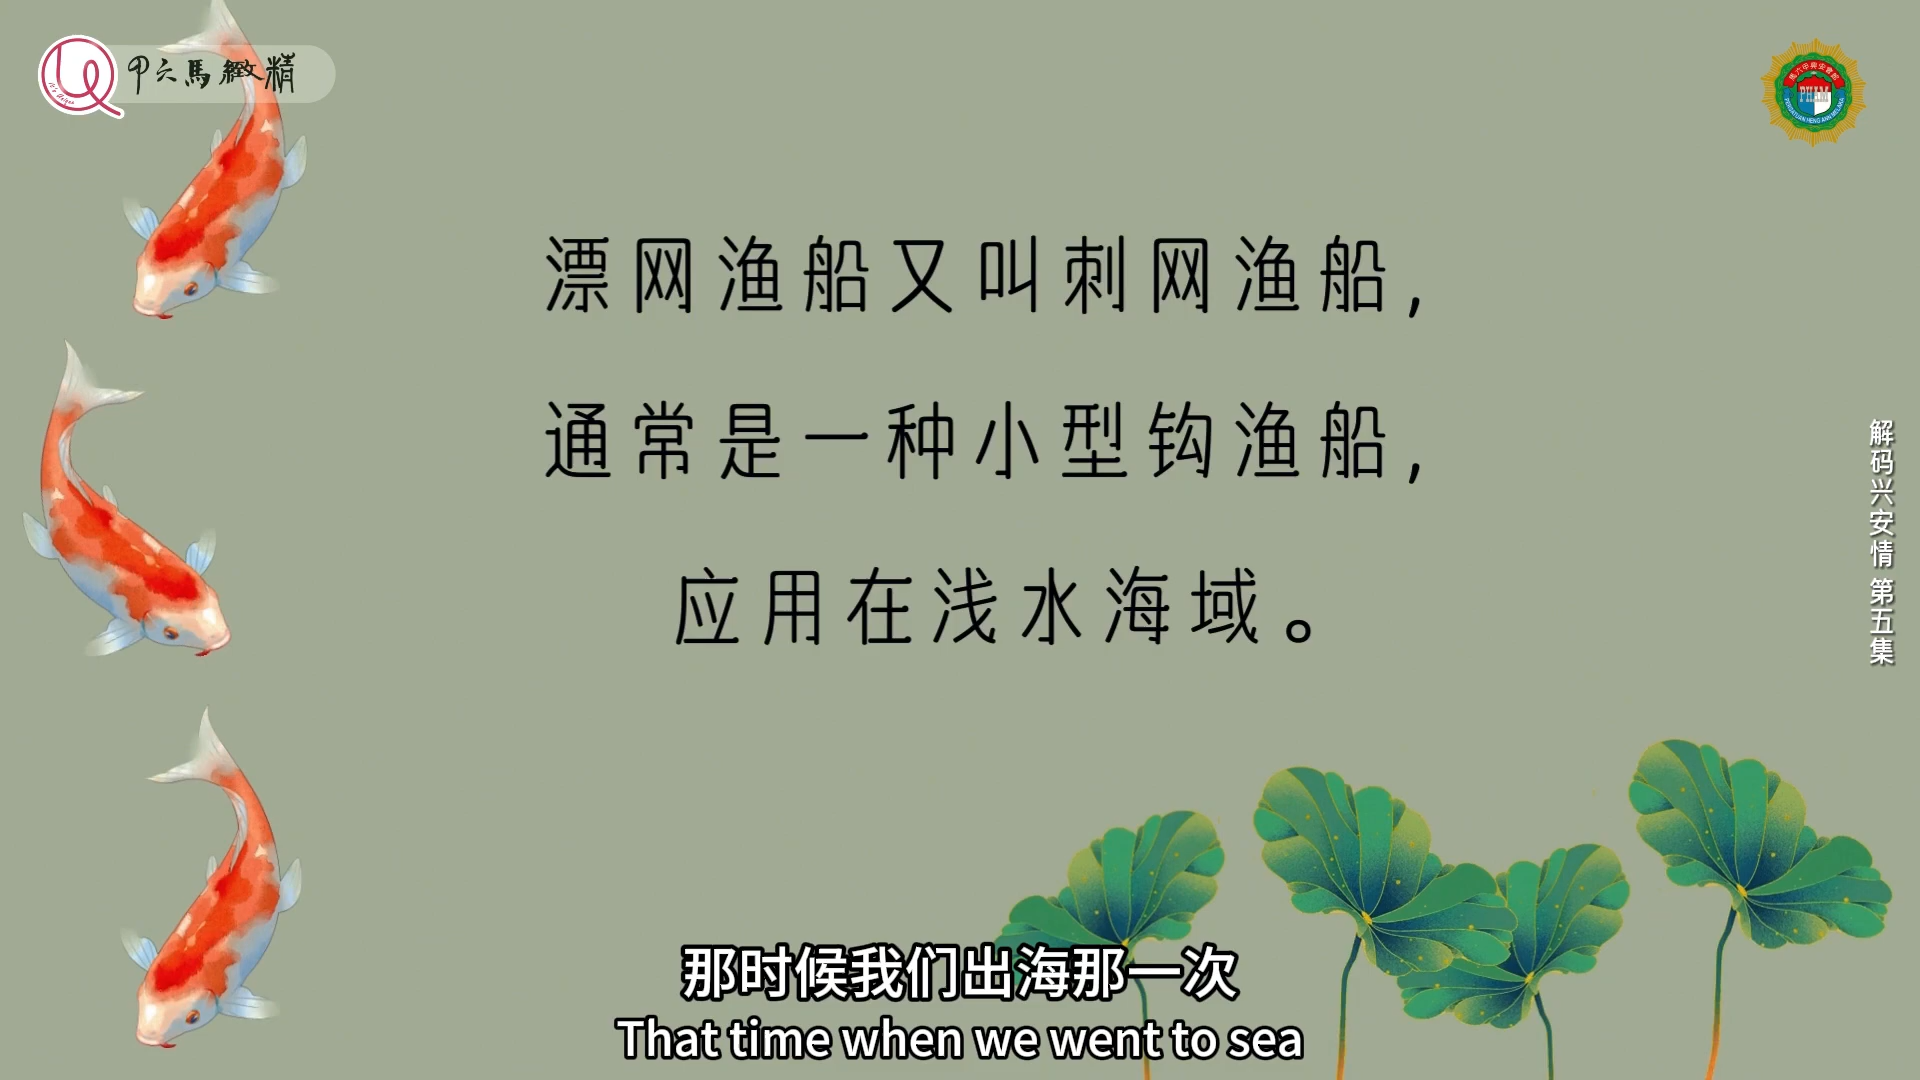 甲六馬緻精
漂网渔船又叫刺网渔船,
通常是一种小型钩渔船,
应用在浅水海域。
解码兴安情 第五集
那时候我们出海那一次
That time when we went to sea